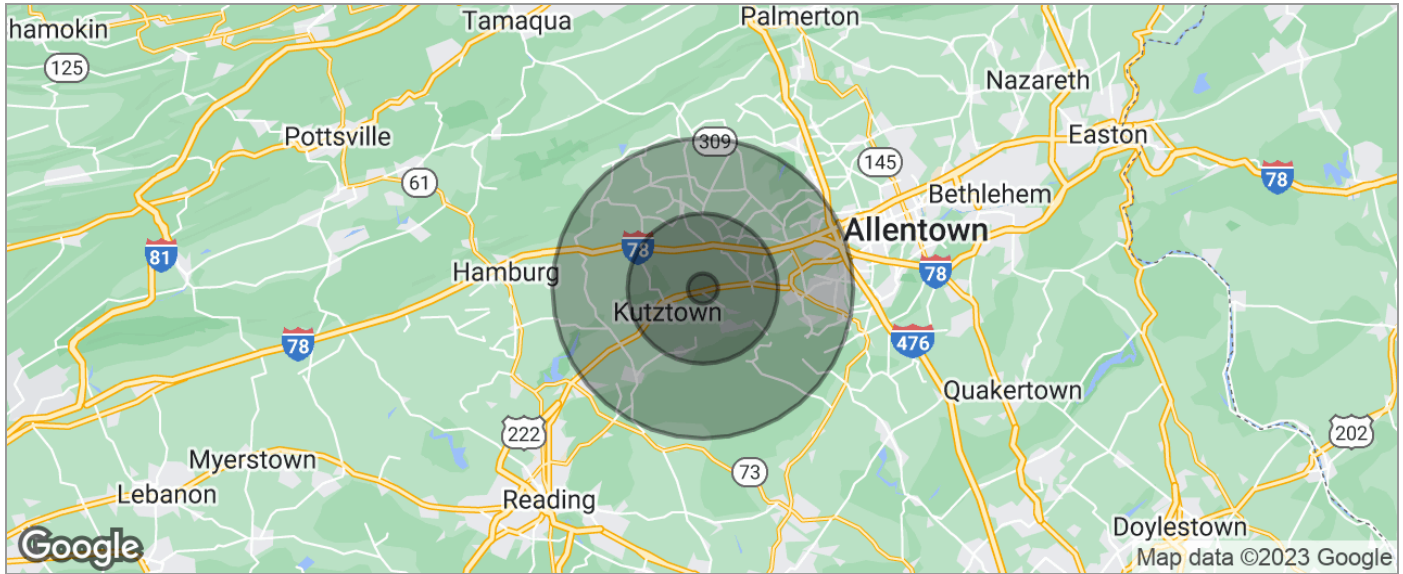 hamokin
Tamaqua
Palmerton
125
Nazareth
Pottsville
309
Easton
145
61
78
Bethlehem
Allentown
81
78
Hamburg
78
Kutztown
78
476
Quakertown
222
202
Myerstown
73
Lebanon
Reading
Doylestown
Google
Map data ©2023 Google